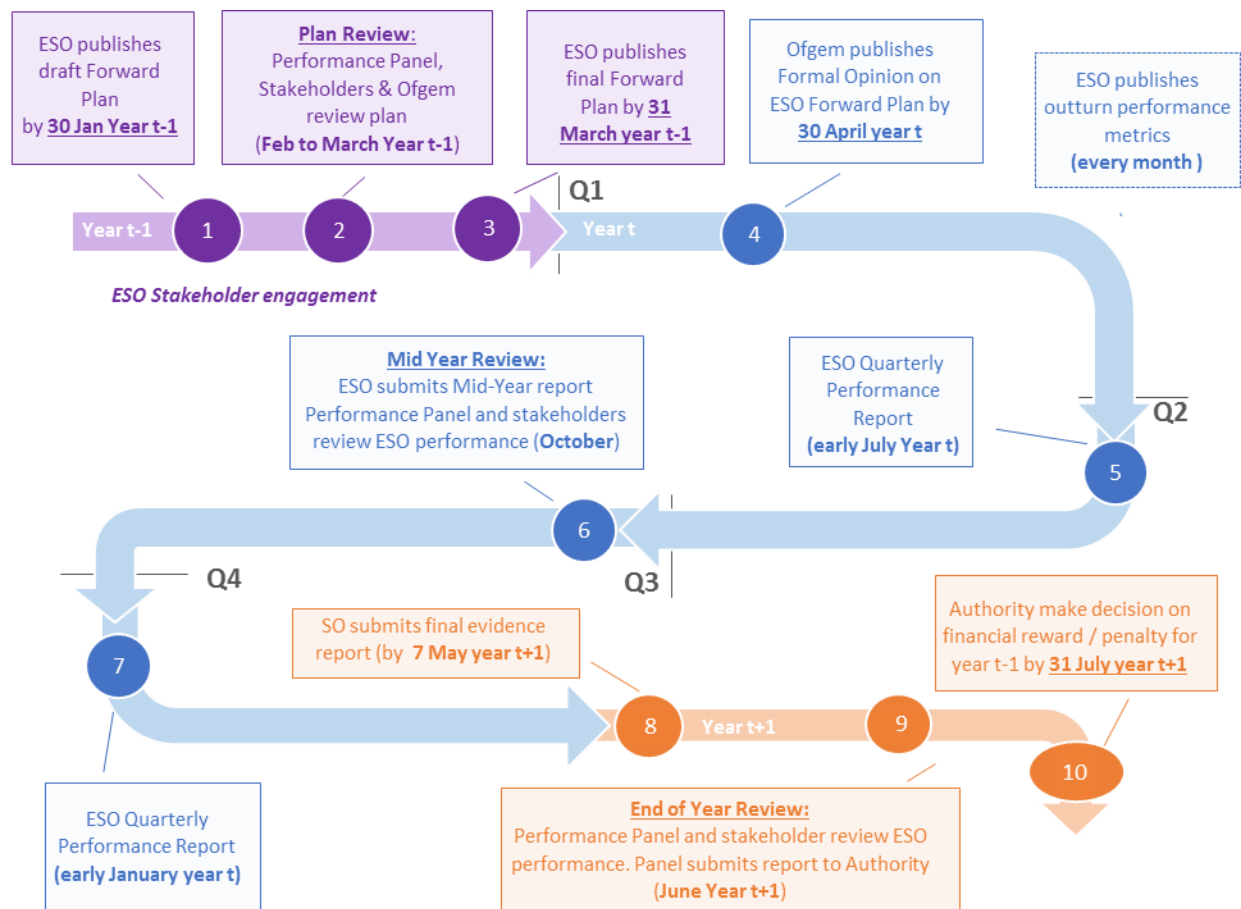 ESO publishes
draft Forward
Plan
by 30 Jan Year t-1
Plan Review:
Performance Panel,
Stakeholders & Ofgem
review plan
(Feb to March Year t-1)
ESO publishes
final Forward
Plan by 31
March year t-1
Ofgem publishes
Formal Opinion on
ESO Forward Plan by
30 April year t
ESO publishes
outturn performance
metrics
(every month )
Q1
Year t-1
1
2
3
Year t
4
ESO Stakeholder engagement
Mid Year Review:
ESO submits Mid-Year report
Performance Panel and stakeholders
review ESO performance (October)
ESO Quarterly
Performance
Report
(early July Year t)
Q2
5
6
Q3
Q4
7
SO submits final evidence
report (by 7 May year t+1)
Authority make decision on
financial reward / penalty for
year t-1 by 31 July year t+1
8
Year t+1
9
10
ESO Quarterly
Performance Report
(early January year t)
End of Year Review:
Performance Panel and stakeholder review ESO
performance. Panel submits report to Authority
(June Year t+1)